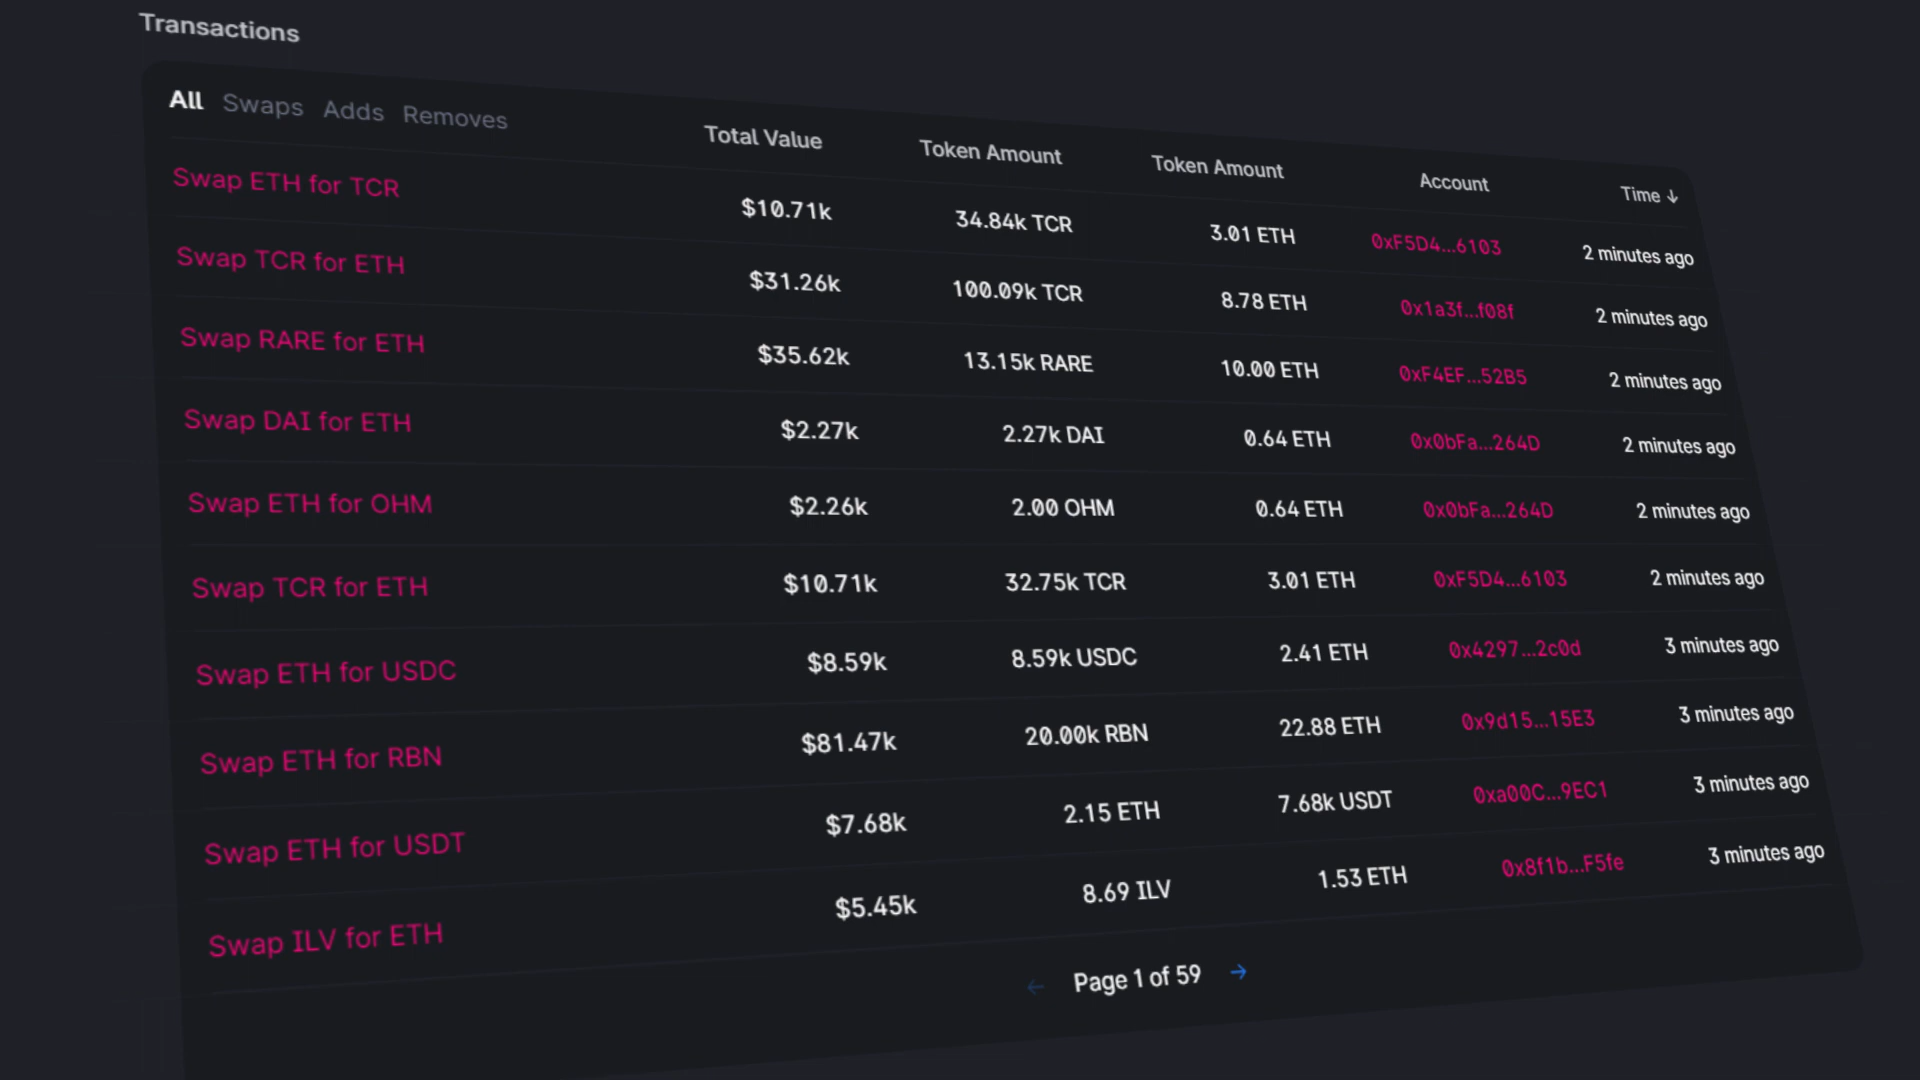 Transactions
All Swaps Adds Removes Total Value Token Amount Token Amount Account Time ↓
Swap ETH for TCR $10.71k 34.84k TCR 3.01 ETH 0xF5D4...6103 2 minutes ago
Swap TCR for ETH $31.26k 100.09k TCR 8.78 ETH 0x1a3f...f08f 2 minutes ago
Swap RARE for ETH $35.62k 13.15k RARE 10.00 ETH 0xF4EF...52B5 2 minutes ago
Swap DAI for ETH $2.27k 2.27k DAI 0.64 ETH 0x0bFa...264D 2 minutes ago
Swap ETH for OHM $2.26k 2.00 OHM 0.64 ETH 0x0bFa...264D 2 minutes ago
Swap TCR for ETH $10.71k 32.75k TCR 3.01 ETH 0xF5D4...6103 2 minutes ago
Swap ETH for USDC $8.59k 8.59k USDC 2.41 ETH 0x4297...2c0d 3 minutes ago
Swap ETH for RBN $81.47k 20.00k RBN 22.88 ETH 0x9d15...15E3 3 minutes ago
Swap ETH for USDT $7.68k 2.15 ETH 7.68k USDT 0xa00C...9EC1 3 minutes ago
Swap ILV for ETH $5.45k 8.69 ILV 1.53 ETH 0x8f1b...F5fe 3 minutes ago
← Page 1 of 59 →